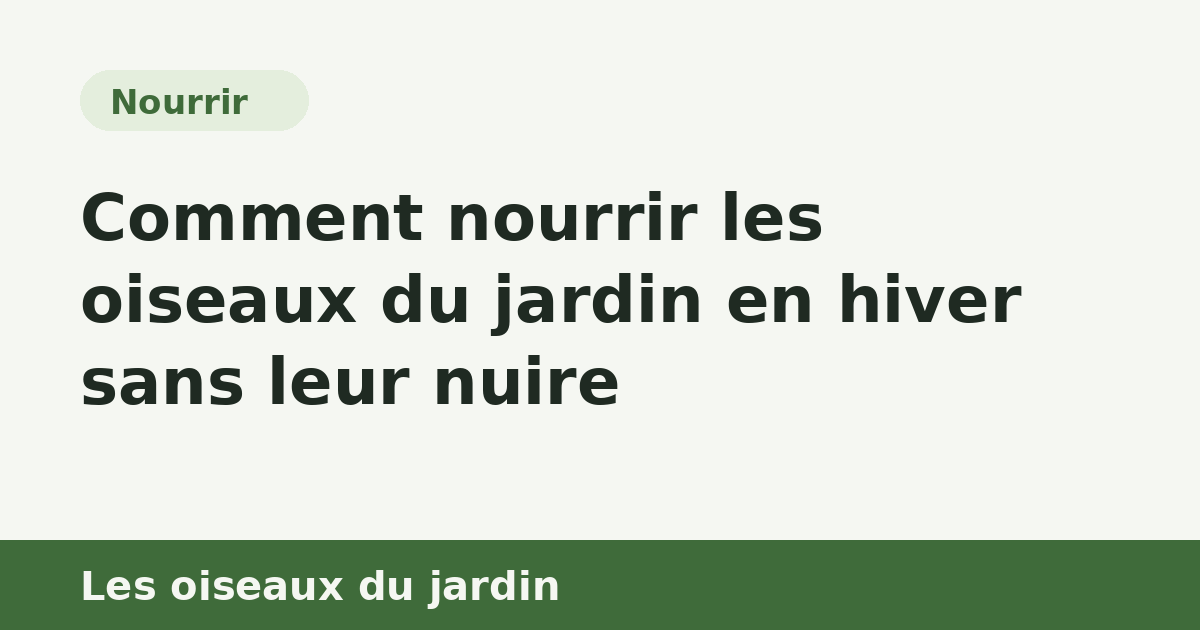 Nourrir
Comment nourrir les
oiseaux du jardin en hiver
sans leur nuire
Les oiseaux du jardin